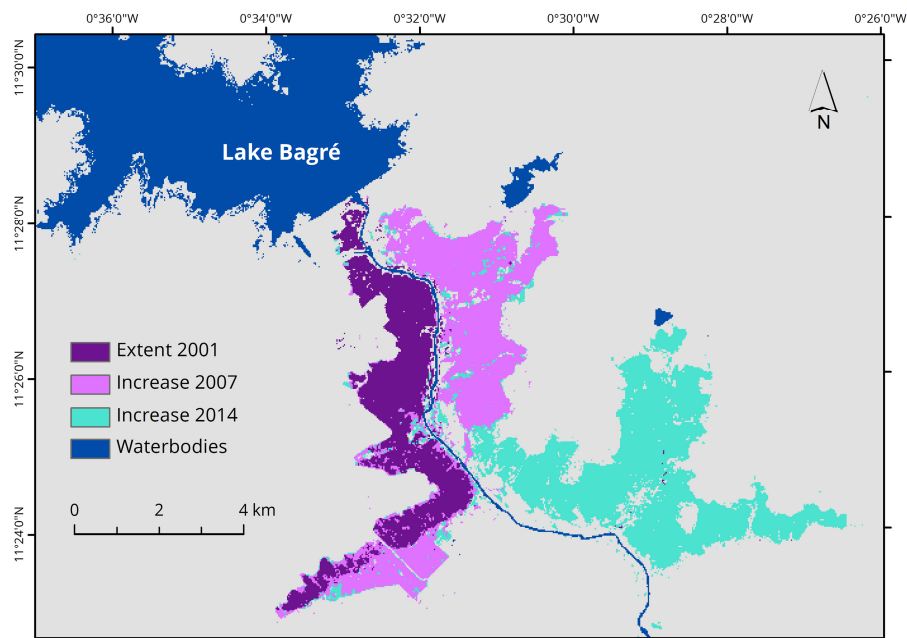 0°36'0"W 0°34'0"W 0°32'0"W 0°30'0"W 0°28'0"W 0°26'0"W
11°30'0"N
N
Lake Bagré
11°28'0"N
Extent 2001
Increase 2007
11°26'0"N
Increase 2014
Waterbodies
0 2 4 km
11°24'0"N